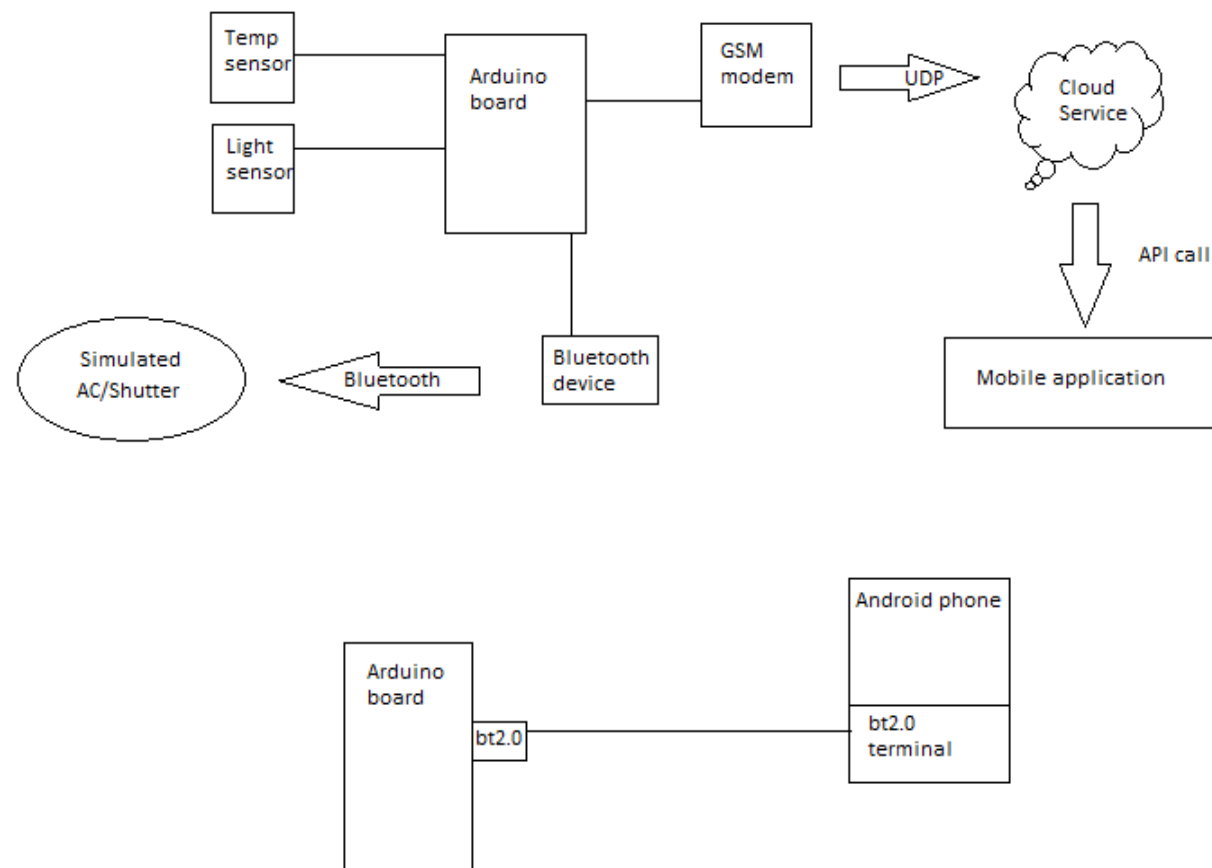 Temp
sensor
Arduino
board
GSM
modem
UDP
Cloud
Service
Light
sensor
API call
Simulated
AC/Shutter
Bluetooth
Bluetooth
device
Mobile application
Android phone
Arduino
board
bt2.0
bt2.0
terminal